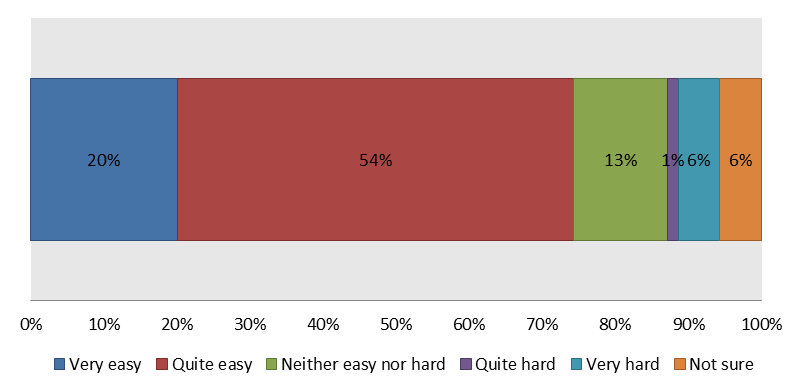 20% 54% 13% 1% 6% 6%
0% 10% 20% 30% 40% 50% 60% 70% 80% 90% 100%
Very easy Quite easy Neither easy nor hard Quite hard Very hard Not sure